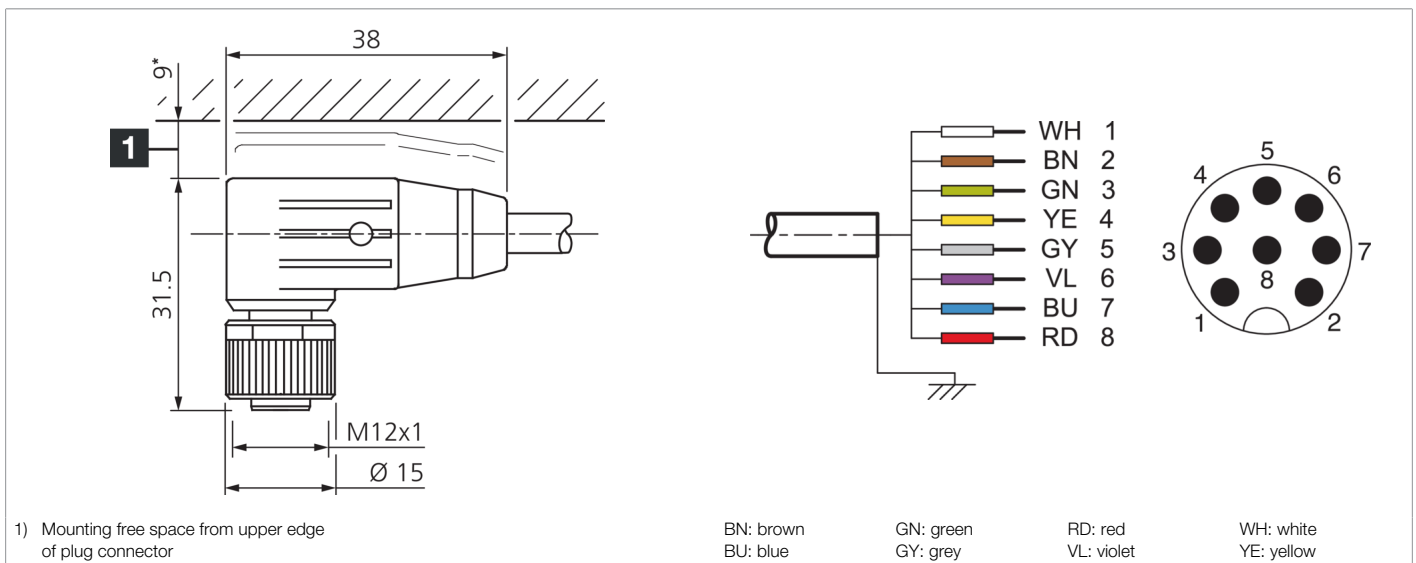 38
9*
1
31.5
M12x1
Ø 15
WH 1
BN 2
GN 3
YE 4
GY 5
VL 6
BU 7
RD 8
5
4 6
3 7
8
1 2
1) Mounting free space from upper edge
of plug connector
BN: brown GN: green RD: red WH: white
BU: blue GY: grey VL: violet YE: yellow